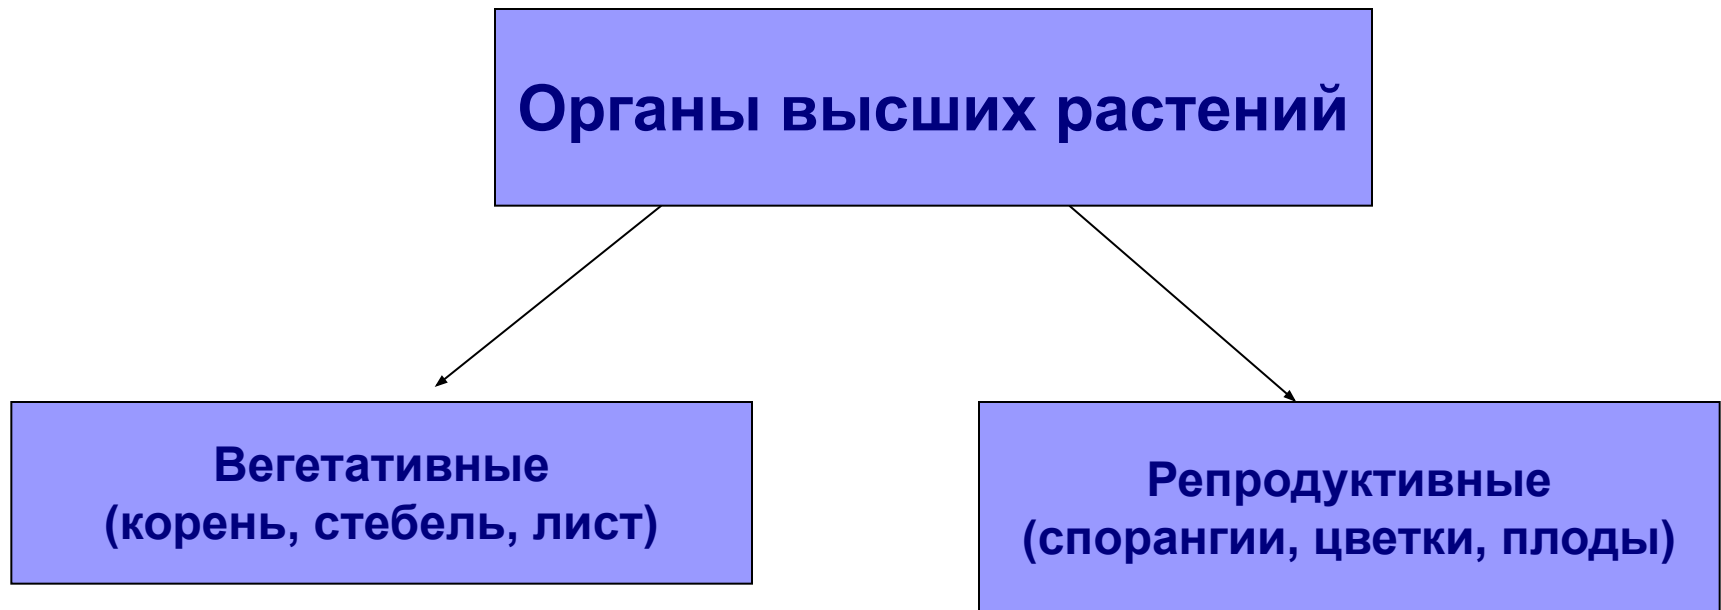 Органы высших растений
Вегетативные
(корень, стебель, лист)
Репродуктивные
(спорангии, цветки, плоды)